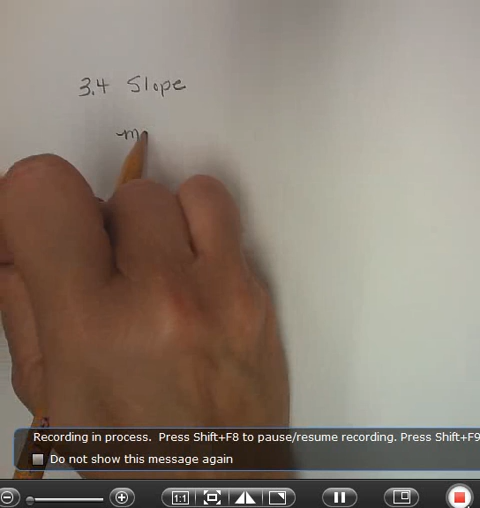 3.4 Slope
m
Recording in process. Press Shift+F8 to pause/resume recording. Press Shift+F9
Do not show this message again
1:1